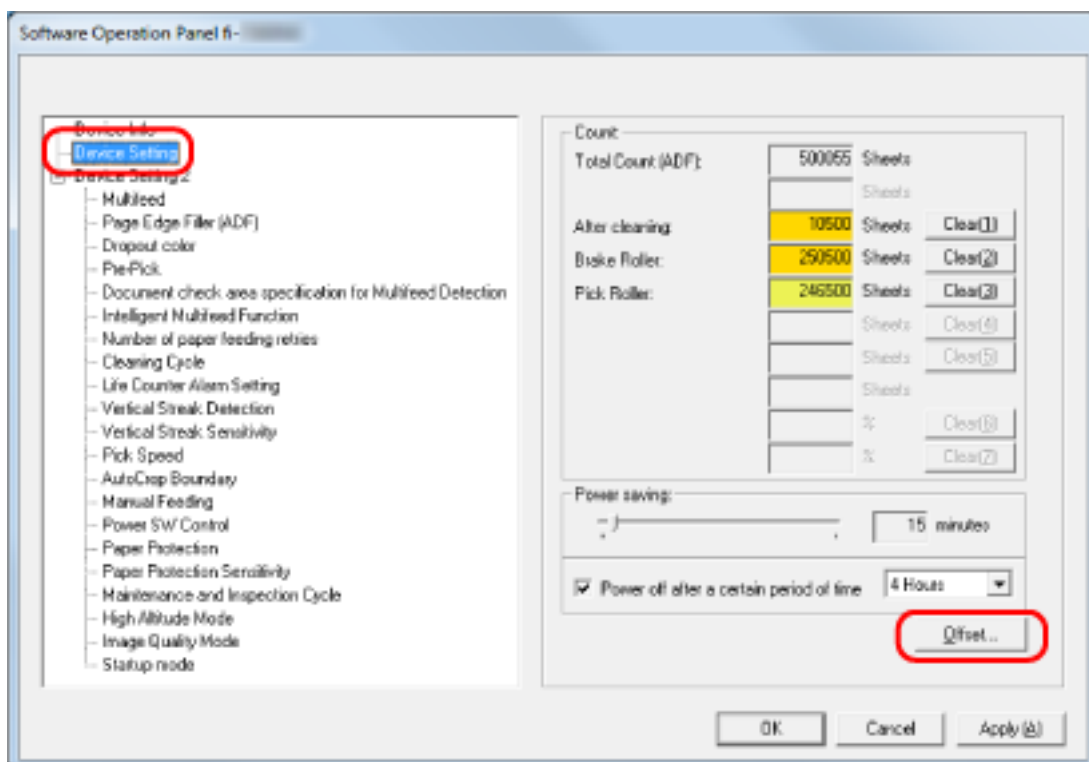 Software Operation Panel fi-
Device Info
Device Setting
Device Setting 2
Multifeed
Page Edge Filler (ADF)
Dropout color
Pre-Pick
Document check area specification for Multifeed Detection
Intelligent Multifeed Function
Number of paper feeding retries
Cleaning Cycle
Life Counter Alarm Setting
Vertical Streak Detection
Vertical Streak Sensitivity
Pick Speed
AutoCrop Boundary
Manual Feeding
Power SW Control
Paper Protection
Paper Protection Sensitivity
Maintenance and Inspection Cycle
High Altitude Mode
Image Quality Mode
Startup mode
Count
Total Count (ADF): 500055 Sheets
Sheets
After cleaning: 10500 Sheets Clear(1)
Brake Roller: 250500 Sheets Clear(2)
Pick Roller: 246500 Sheets Clear(3)
Sheets Clear(4)
Sheets Clear(5)
Sheets
% Clear(6)
% Clear(7)
Power saving:
15 minutes
Power off after a certain period of time 4 Hours
Offset...
OK Cancel Apply (A)